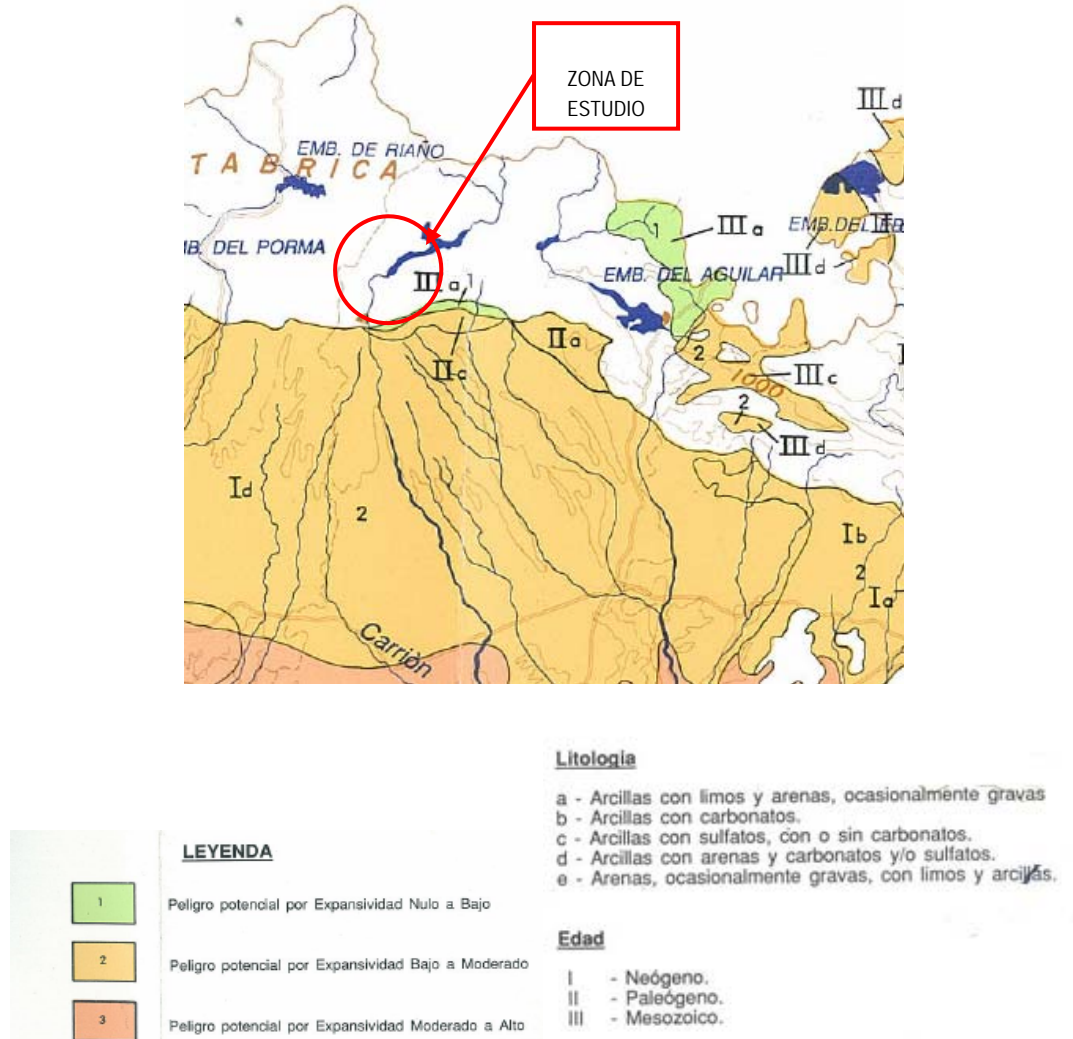 ZONA DE
ESTUDIO
III d
EMB. DE RIAÑO
T A B R I C A
DEL PORMA
1
III a
III d
EMB. DEL AGUILAR
III a
1
II a
2
II c
1000
III c
2
III d
I d
2
I b
2
I a
Carriòn
LEYENDA
1
Peligro potencial por Expansividad Nulo a Bajo
2
Peligro potencial por Expansividad Bajo a Moderado
3
Peligro potencial por Expansividad Moderado a Alto
Litologia
a - Arcillas con limos y arenas, ocasionalmente gravas
b - Arcillas con carbonatos.
c - Arcillas con sulfatos, con o sin carbonatos.
d - Arcillas con arenas y carbonatos y/o sulfatos.
e - Arenas, ocasionalmente gravas, con limos y arcillas.
Edad
I - Neógeno.
II - Paleógeno.
III - Mesozoico.